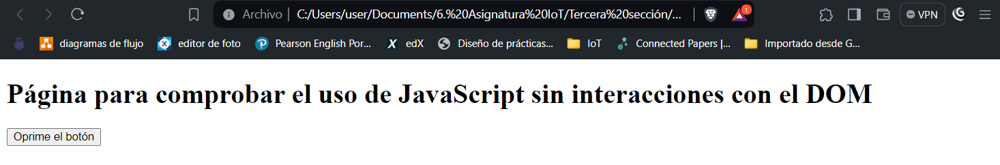 Archivo C:/Users/user/Documents/6.%20Asignatura%20IoT/Tercera%20sección/... 1 VPN
diagramas de flujo editor de foto Pearson English Por... edX Diseño de prácticas... IoT Connected Papers |... Importado desde G...
Página para comprobar el uso de JavaScript sin interacciones con el DOM
Oprime el botón